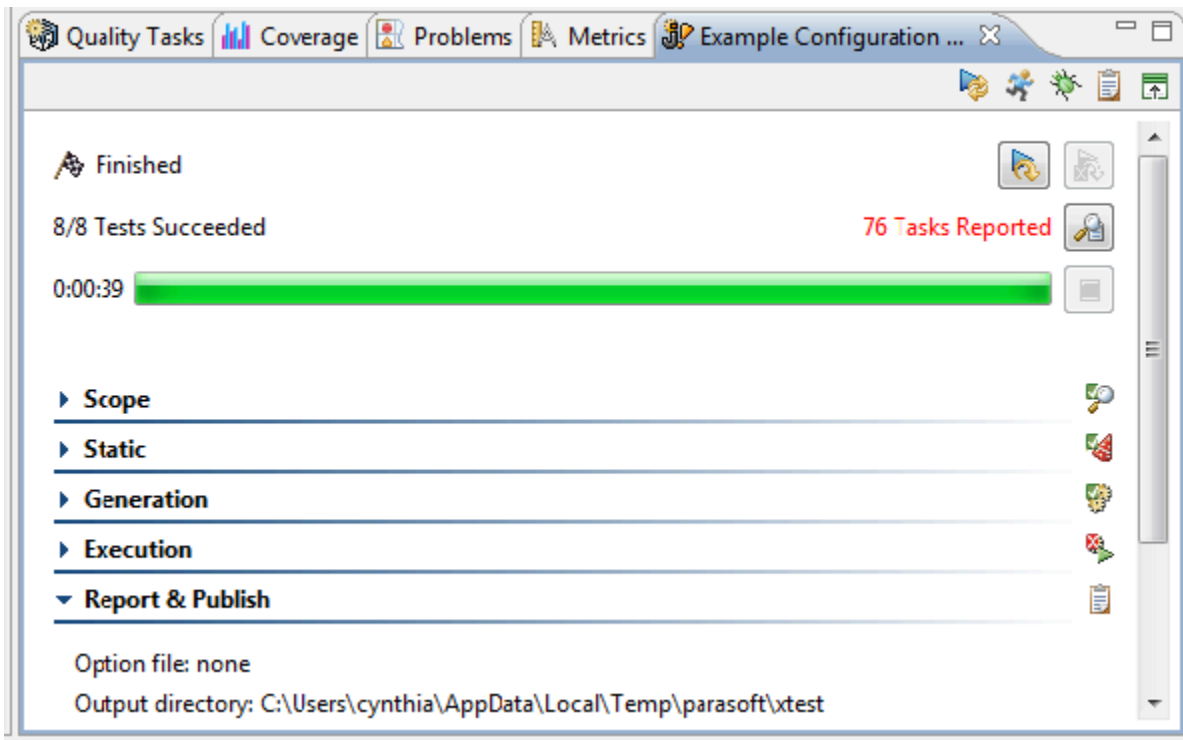 Quality Tasks Coverage Problems Metrics Example Configuration ...
Finished
8/8 Tests Succeeded 76 Tasks Reported
0:00:39
Scope
Static
Generation
Execution
Report & Publish
Option file: none
Output directory: C:\Users\cynthia\AppData\Local\Temp\parasoft\xtest